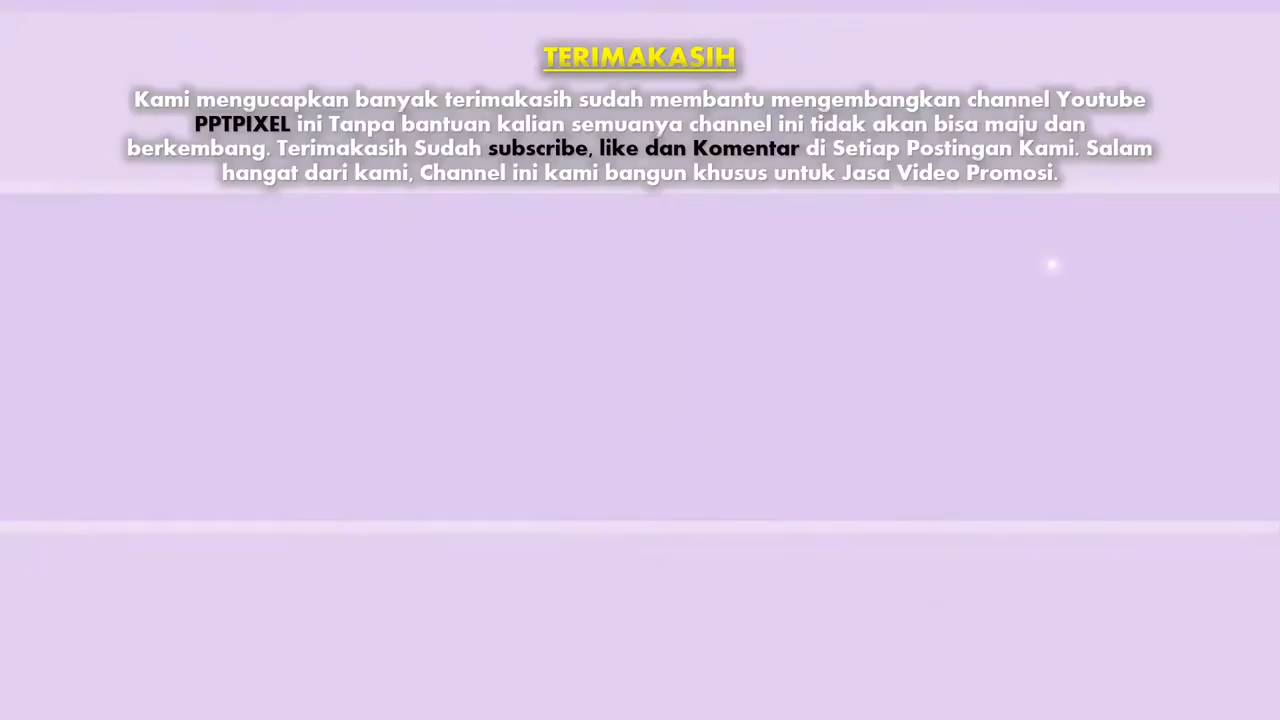 TERIMAKASIH
Kami mengucapkan banyak terimakasih sudah membantu mengembangkan channel Youtube
PPTPIXEL ini Tanpa bantuan kalian semuanya channel ini tidak akan bisa maju dan
berkembang. Terimakasih Sudah subscribe, like dan Komentar di Setiap Postingan Kami. Salam
hangat dari kami, Channel ini kami bangun khusus untuk Jasa Video Promosi.